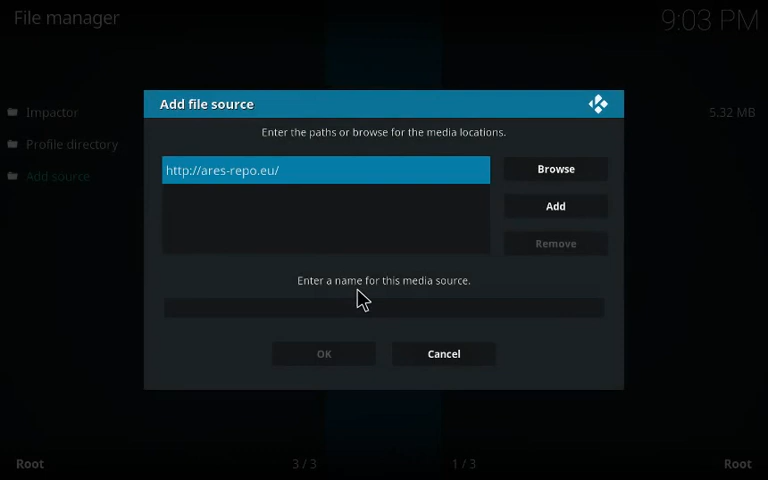 File manager
9:03 PM
Add file source
Enter the paths or browse for the media locations.
Impactor
5.32 MB
Profile directory
Add source
http://ares-repo.eu/
Browse
Add
Remove
Enter a name for this media source.
OK
Cancel
Root
3 / 3
1 / 3
Root